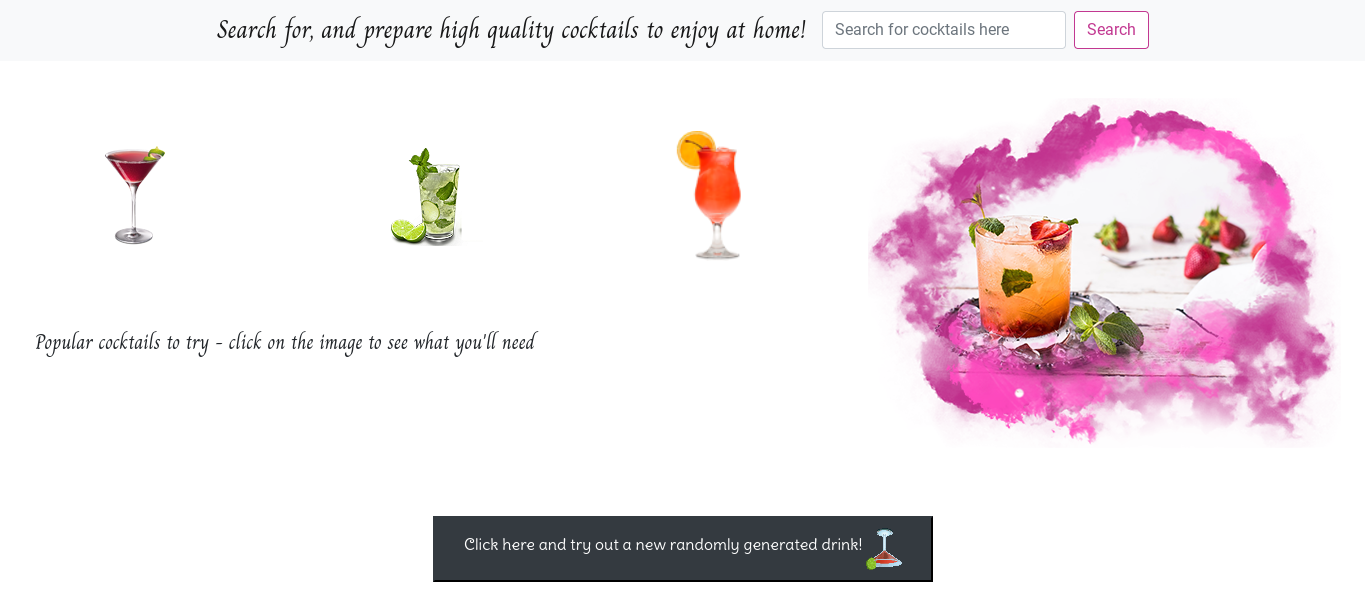 Search for, and prepare high quality cocktails to enjoy at home! Search for cocktails here Search
Popular cocktails to try - click on the image to see what you'll need
Click here and try out a new randomly generated drink!